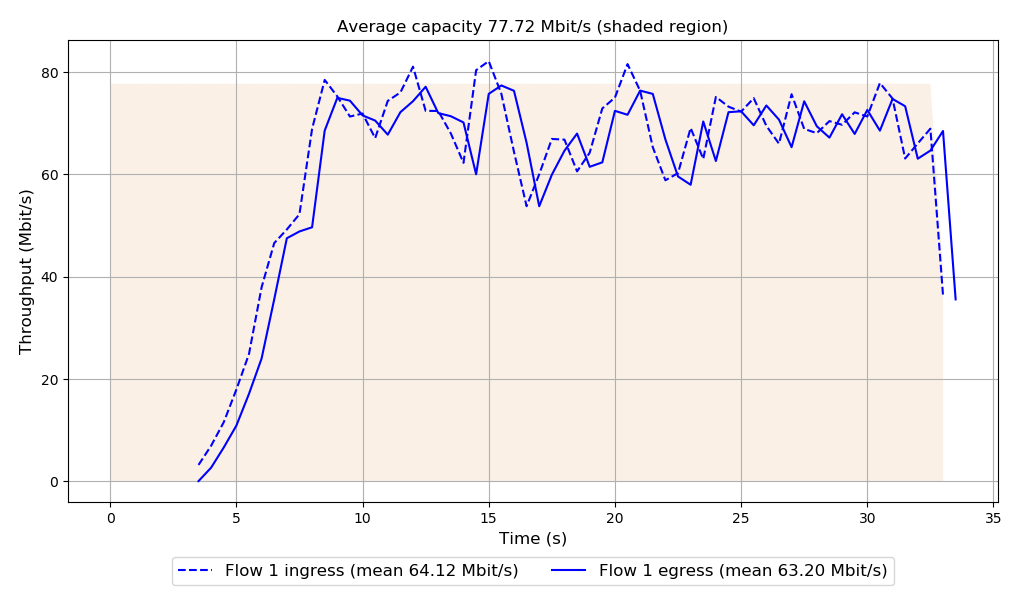 Average capacity 77.72 Mbit/s (shaded region)
Throughput (Mbit/s)
80
60
40
20
0
0 5 10 15 20 25 30 35
Time (s)
Flow 1 ingress (mean 64.12 Mbit/s) Flow 1 egress (mean 63.20 Mbit/s)